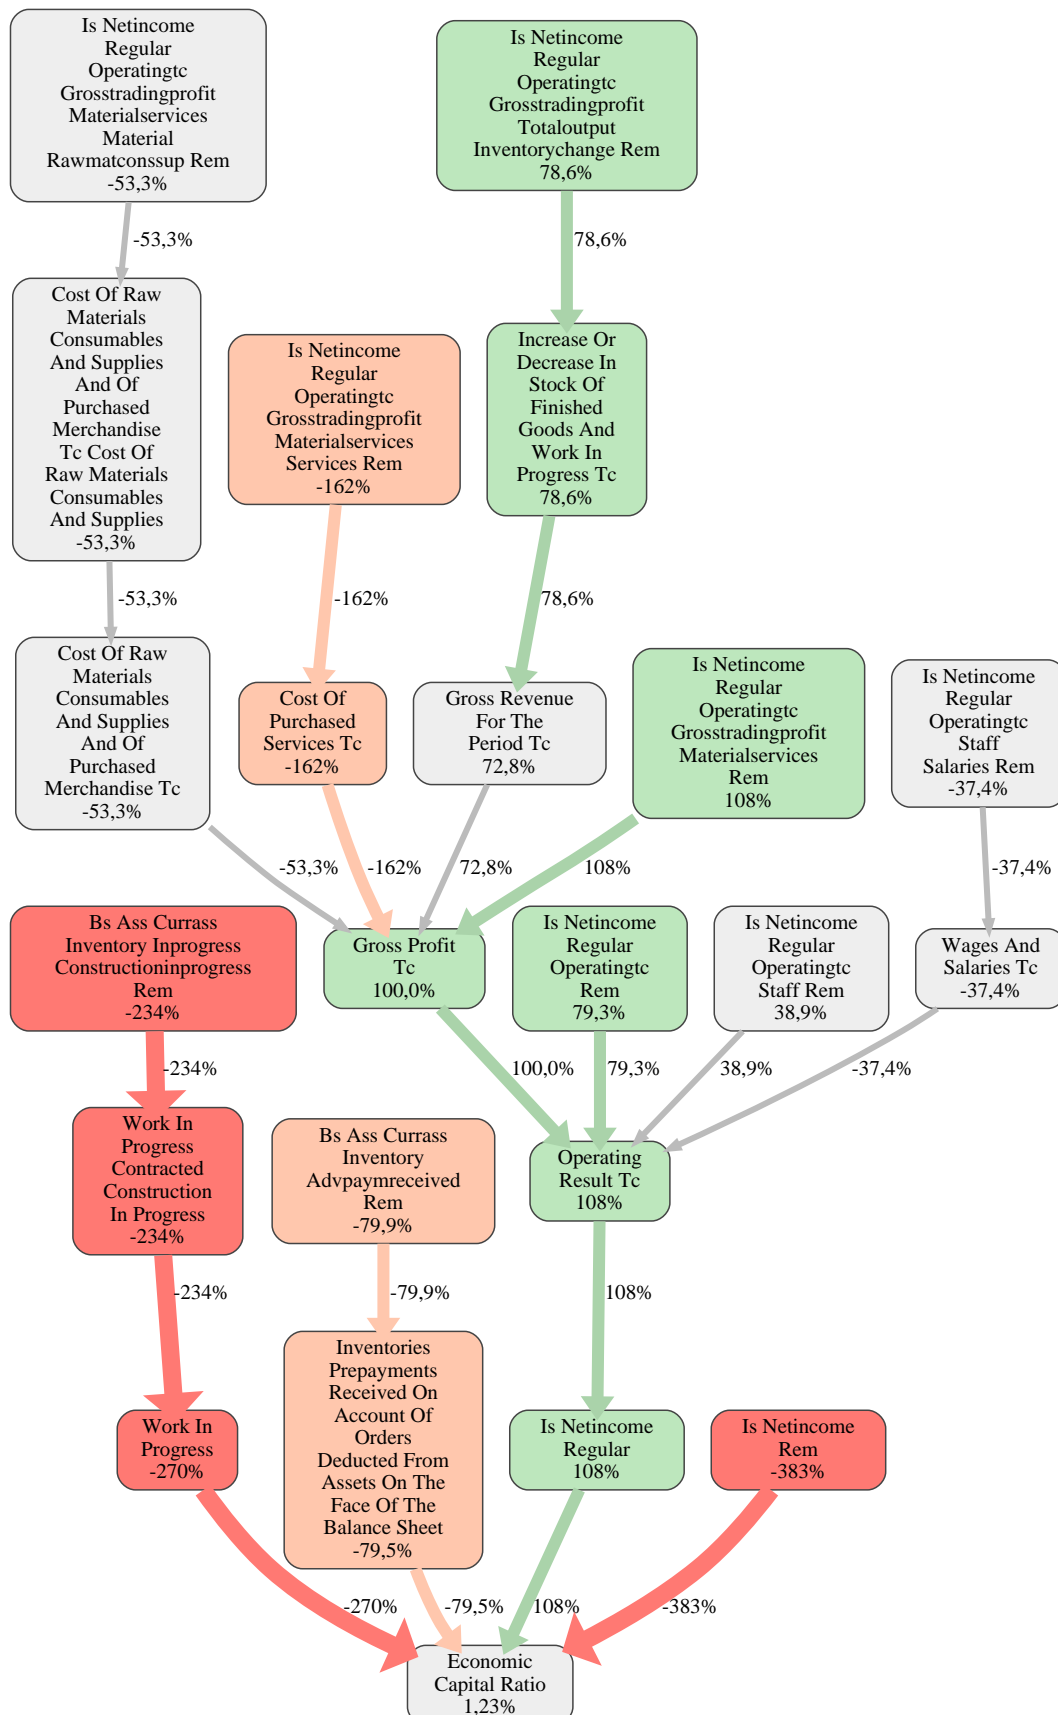 Is Netincome
Regular
Operatingtc
Grosstradingprofit
Materialservices
Material
Rawmatconssup Rem
-53,3%
Is Netincome
Regular
Operatingtc
Grosstradingprofit
Totaloutput
Inventorychange Rem
78,6%
-53,3%
78,6%
Cost Of Raw
Materials
Consumables
And Supplies
And Of
Purchased
Merchandise
Tc Cost Of
Raw Materials
Consumables
And Supplies
-53,3%
Is Netincome
Regular
Operatingtc
Grosstradingprofit
Materialservices
Services Rem
-162%
Increase Or
Decrease In
Stock Of
Finished
Goods And
Work In
Progress Tc
78,6%
-53,3%
-162%
78,6%
Cost Of Raw
Materials
Consumables
And Supplies
And Of
Purchased
Merchandise Tc
-53,3%
Cost Of
Purchased
Services Tc
-162%
Gross Revenue
For The
Period Tc
72,8%
Is Netincome
Regular
Operatingtc
Grosstradingprofit
Materialservices
Rem
108%
Is Netincome
Regular
Operatingtc
Staff
Salaries Rem
-37,4%
-53,3%
-162%
72,8%
108%
-37,4%
Bs Ass Currass
Inventory Inprogress
Constructioninprogress
Rem
-234%
Gross Profit
Tc
100,0%
Is Netincome
Regular
Operatingtc
Rem
79,3%
Is Netincome
Regular
Operatingtc
Staff Rem
38,9%
Wages And
Salaries Tc
-37,4%
-234%
100,0%
79,3%
38,9%
-37,4%
Work In
Progress
Contracted
Construction
In Progress
-234%
Bs Ass Currass
Inventory
Advpaymreceived
Rem
-79,9%
Operating
Result Tc
108%
-234%
-79,9%
108%
Work In
Progress
-270%
Inventories
Prepayments
Received On
Account Of
Orders
Deducted From
Assets On The
Face Of The
Balance Sheet
-79,5%
Is Netincome
Regular
108%
Is Netincome
Rem
-383%
-270%
-79,5%
108%
-383%
Economic
Capital Ratio
1,23%